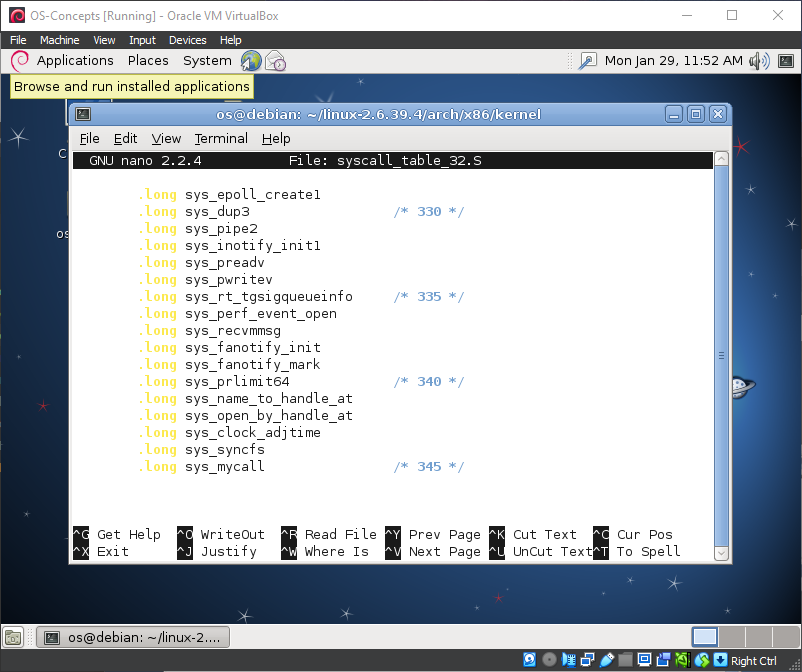 OS-Concepts [Running] - Oracle VM VirtualBox
File Machine View Input Devices Help
Applications Places System Mon Jan 29, 11:52 AM
Browse and run installed applications
os@debian: ~/linux-2.6.39.4/arch/x86/kernel
File Edit View Terminal Help
GNU nano 2.2.4 File: syscall_table_32.S
.long sys_epoll_create1
.long sys_dup3 /* 330 */
.long sys_pipe2
.long sys_inotify_init1
.long sys_preadv
.long sys_pwritev
.long sys_rt_tgsigqueueinfo /* 335 */
.long sys_perf_event_open
.long sys_recvmmsg
.long sys_fanotify_init
.long sys_fanotify_mark
.long sys_prlimit64 /* 340 */
.long sys_name_to_handle_at
.long sys_open_by_handle_at
.long sys_clock_adjtime
.long sys_syncfs
.long sys_mycall /* 345 */
^G Get Help ^O WriteOut ^R Read File ^Y Prev Page ^K Cut Text ^C Cur Pos
^X Exit ^J Justify ^W Where Is ^V Next Page ^U UnCut Text ^T To Spell
os@debian: ~/linux-2....
Right Ctrl